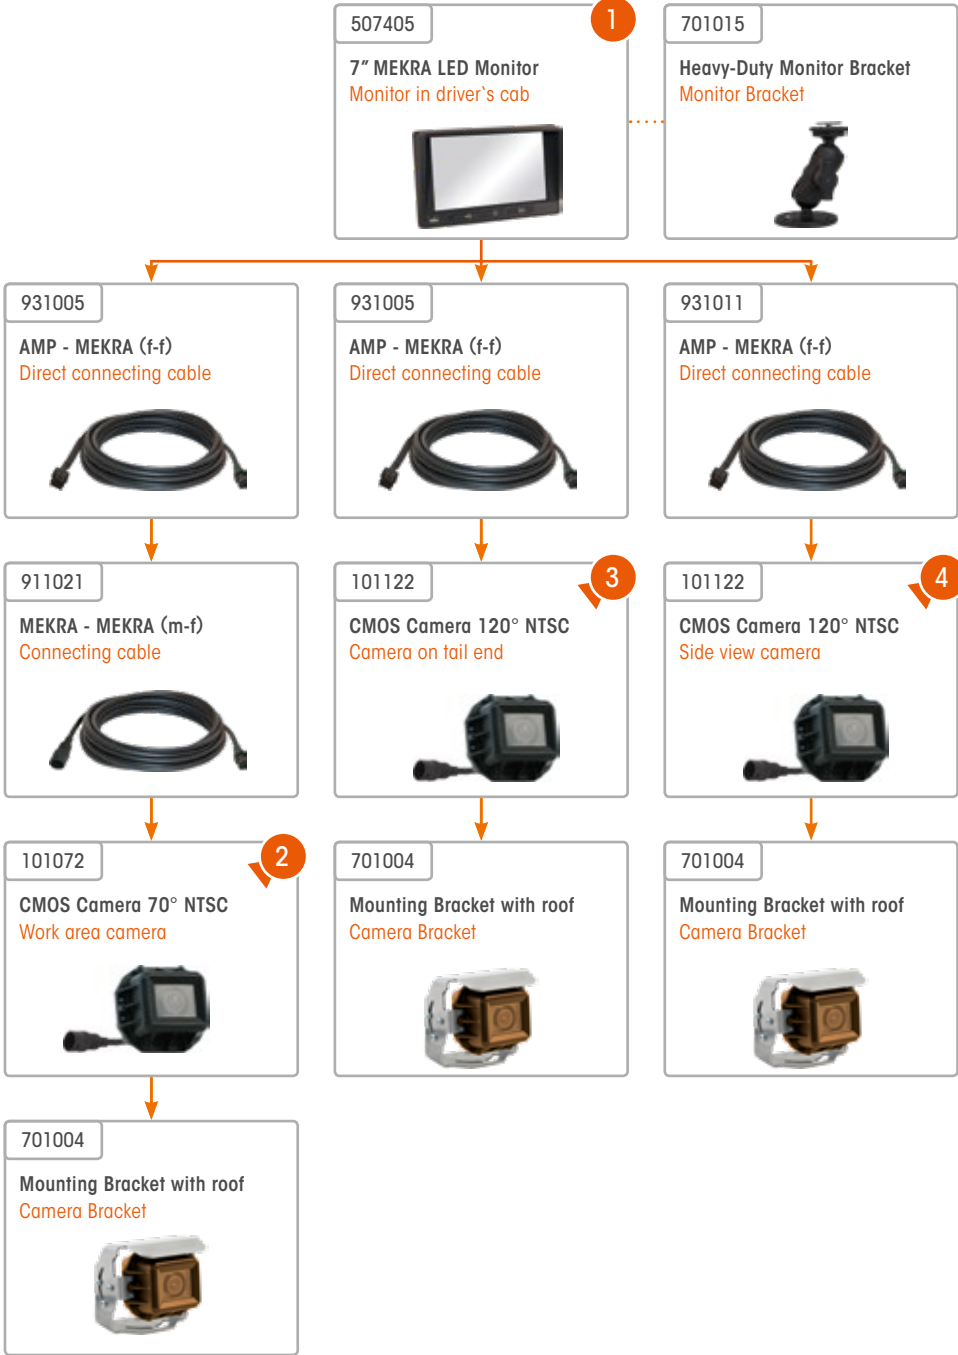 507405
1
7" MEKRA LED Monitor
Monitor in driver`s cab
701015
Heavy-Duty Monitor Bracket
Monitor Bracket
931005
AMP - MEKRA (f-f)
Direct connecting cable
931005
AMP - MEKRA (f-f)
Direct connecting cable
931011
AMP - MEKRA (f-f)
Direct connecting cable
911021
MEKRA - MEKRA (m-f)
Connecting cable
101122
3
CMOS Camera 120° NTSC
Camera on tail end
101122
4
CMOS Camera 120° NTSC
Side view camera
101072
2
CMOS Camera 70° NTSC
Work area camera
701004
Mounting Bracket with roof
Camera Bracket
701004
Mounting Bracket with roof
Camera Bracket
701004
Mounting Bracket with roof
Camera Bracket